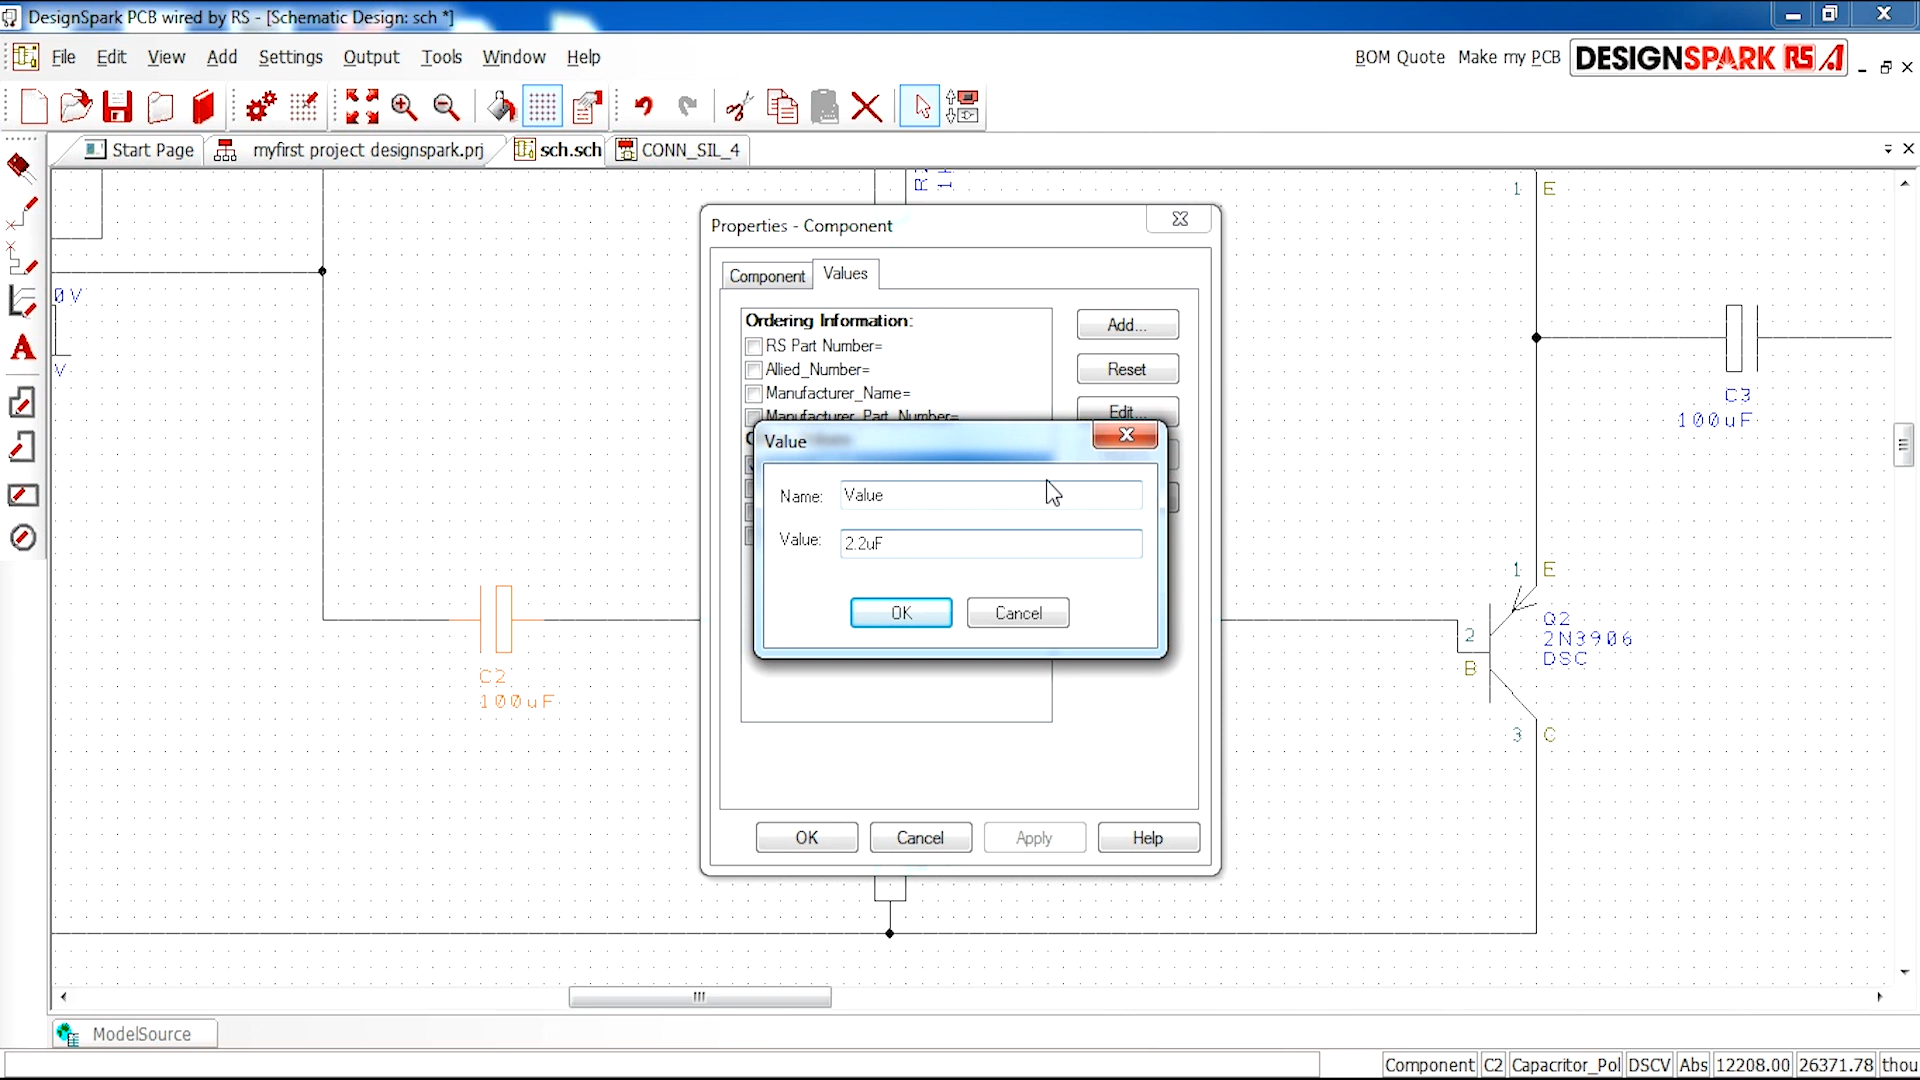 DesignSpark PCB wired by RS - [Schematic Design: sch *]
File Edit View Add Settings Output Tools Window Help
BOM Quote Make my PCB DESIGNSPARK RS
Start Page myfirst project designspark.prj sch.sch CONN_SIL_4
1 E
0V
V
C3
100uF
Properties - Component
Component Values
Ordering Information:
RS Part Number=
Allied_Number=
Manufacturer_Name=
Manufacturer_Part_Number=
Add...
Reset
Edit...
Value
Name: Value
Value: 2.2uF
OK Cancel
OK Cancel Apply Help
C2
100uF
1 E
2
B
Q2
2N3906
DSC
3 C
ModelSource
Component C2 Capacritor_Pol DSCV Abs 12208.00 26371.78 thou